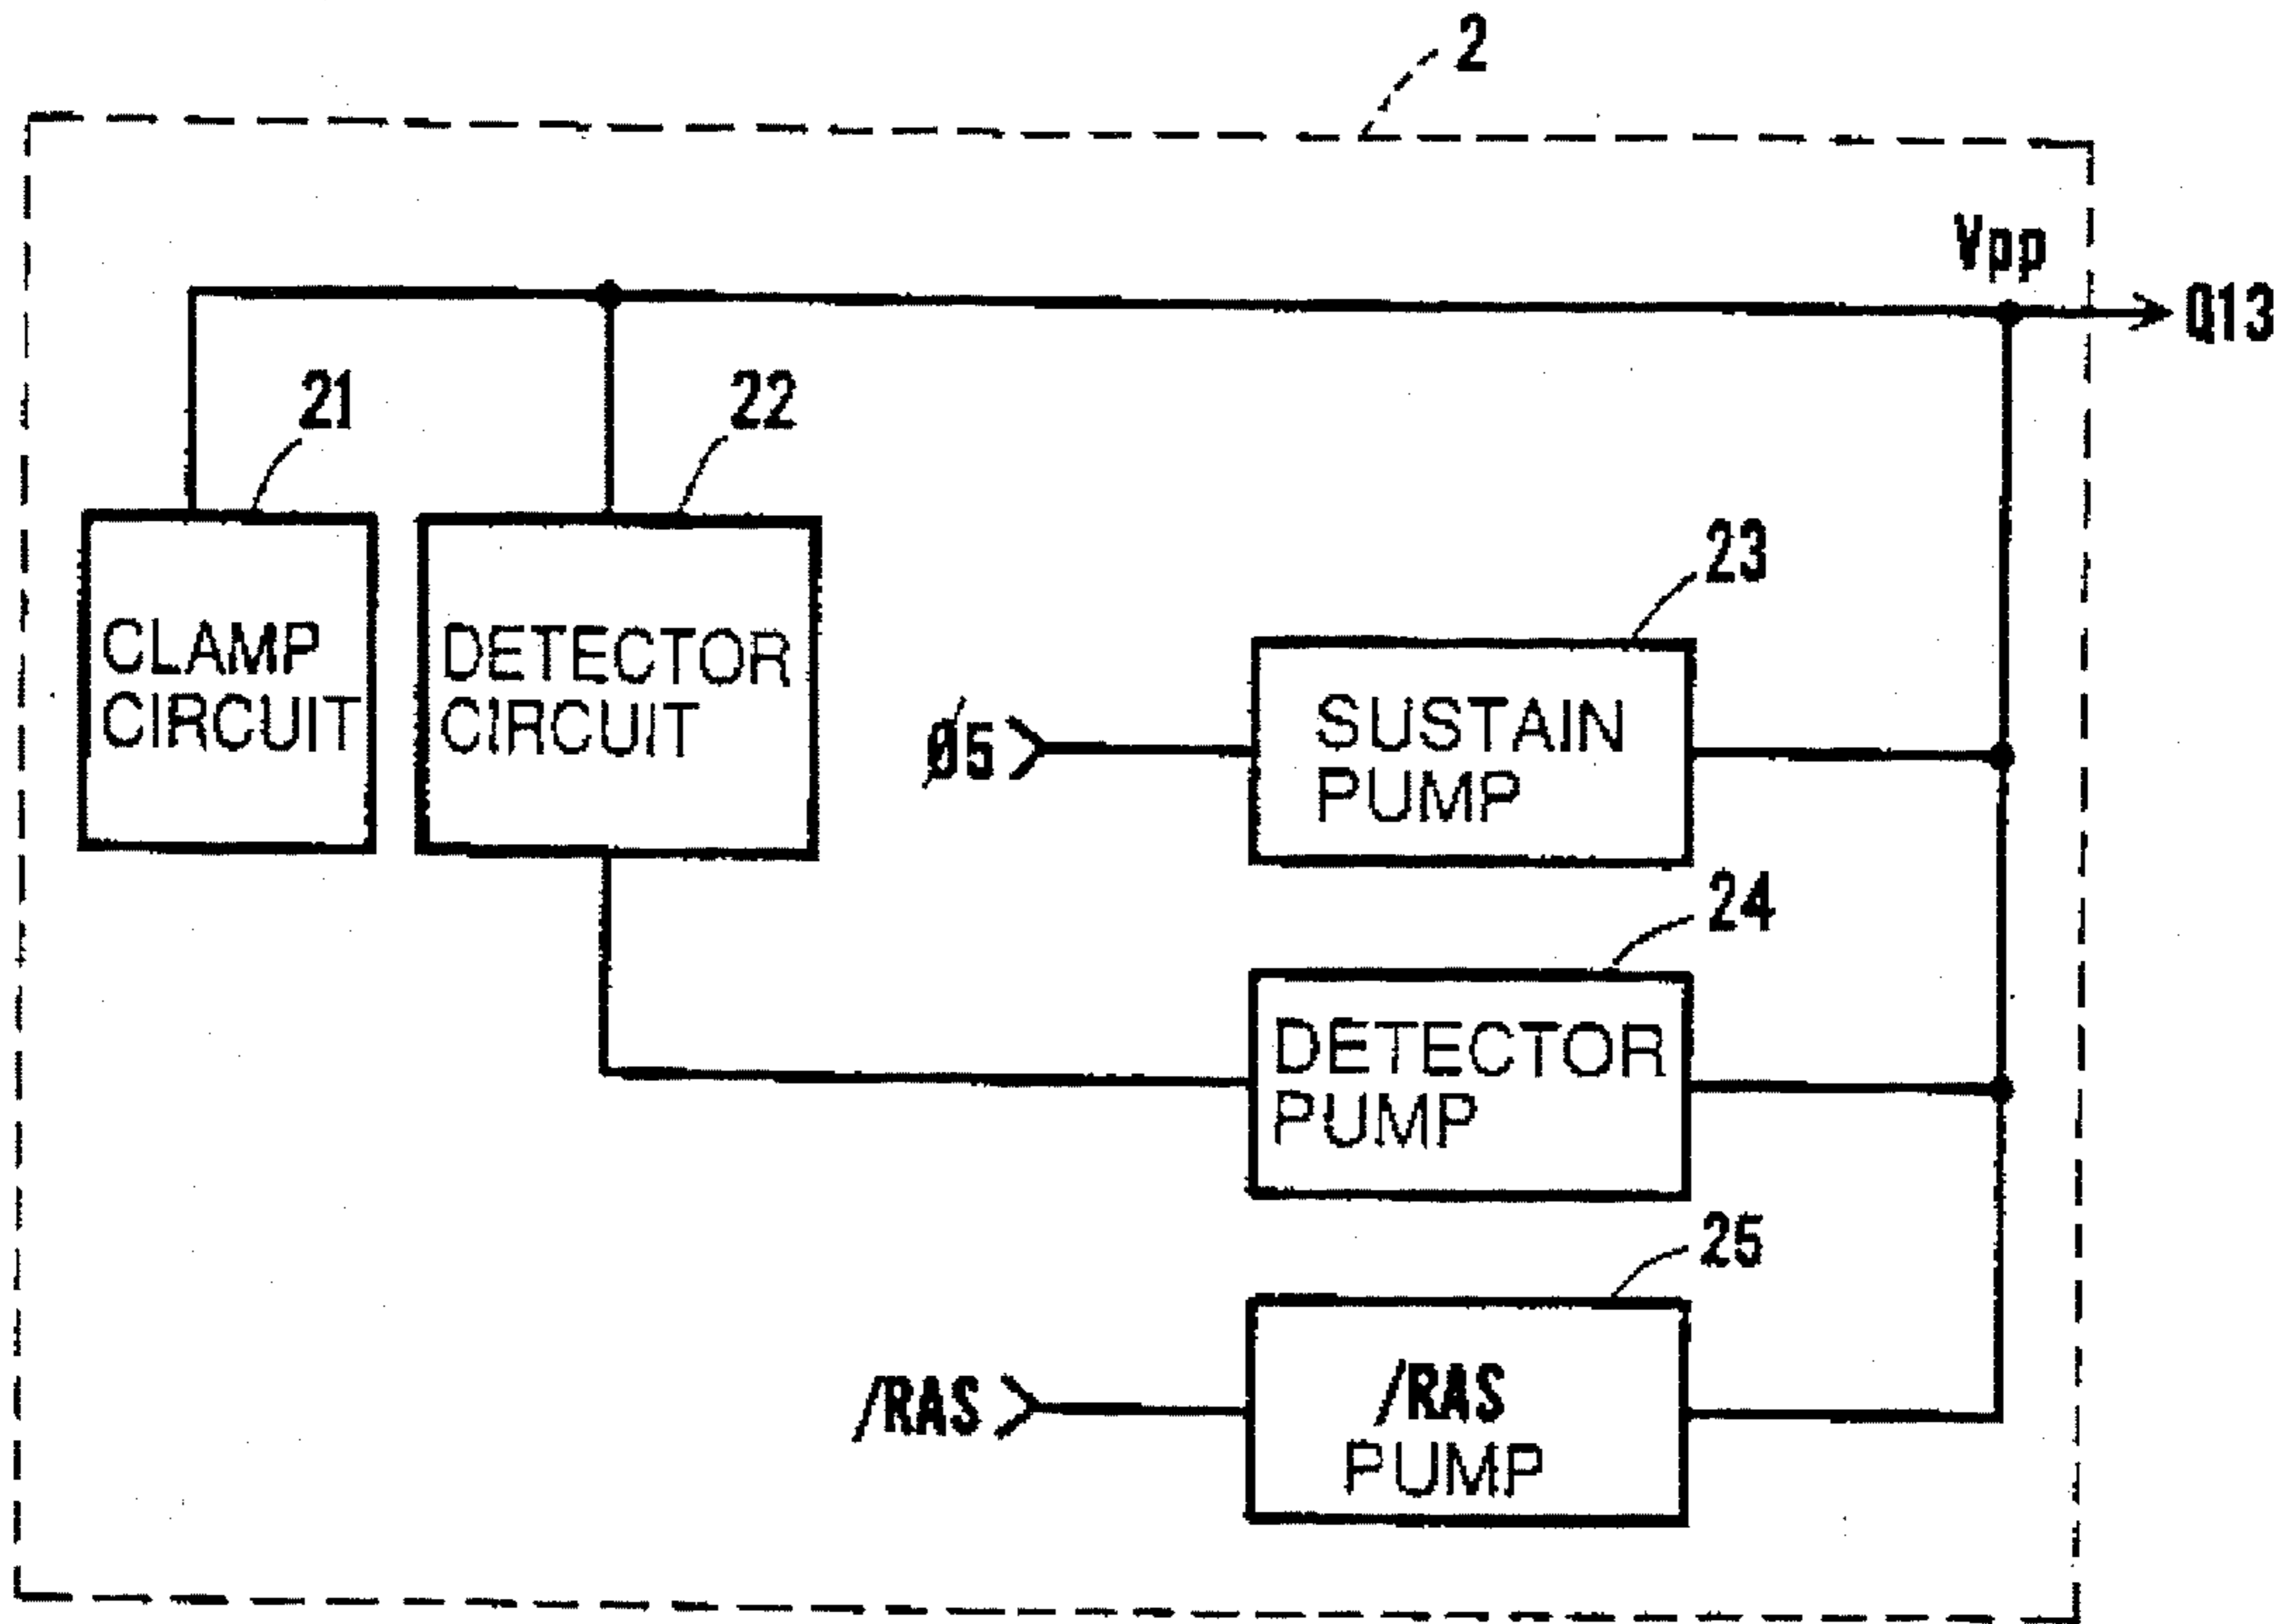 2
Vpp
Q13
21
22
CLAMP
CIRCUIT
DETECTOR
CIRCUIT
23
Ø5
SUSTAIN
PUMP
24
DETECTOR
PUMP
25
/RAS
/RAS
PUMP